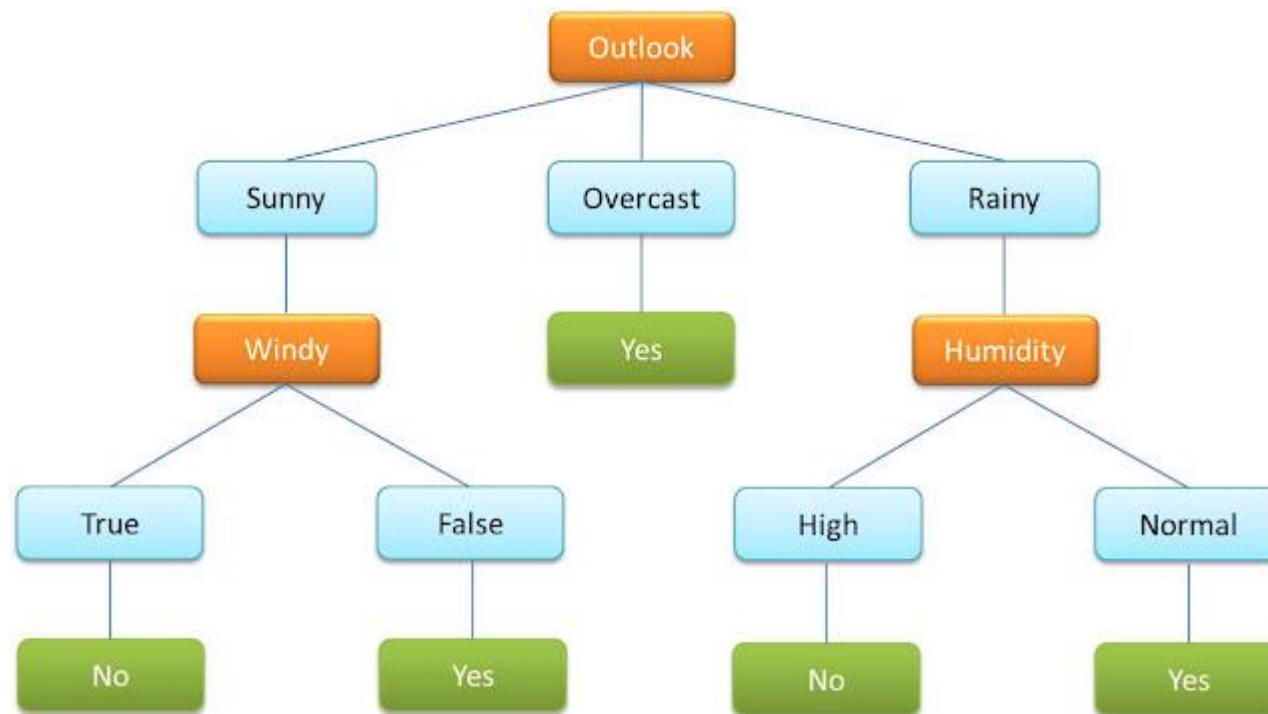 Outlook
Sunny
Overcast
Rainy
Windy
Yes
Humidity
True
False
High
Normal
No
Yes
No
Yes